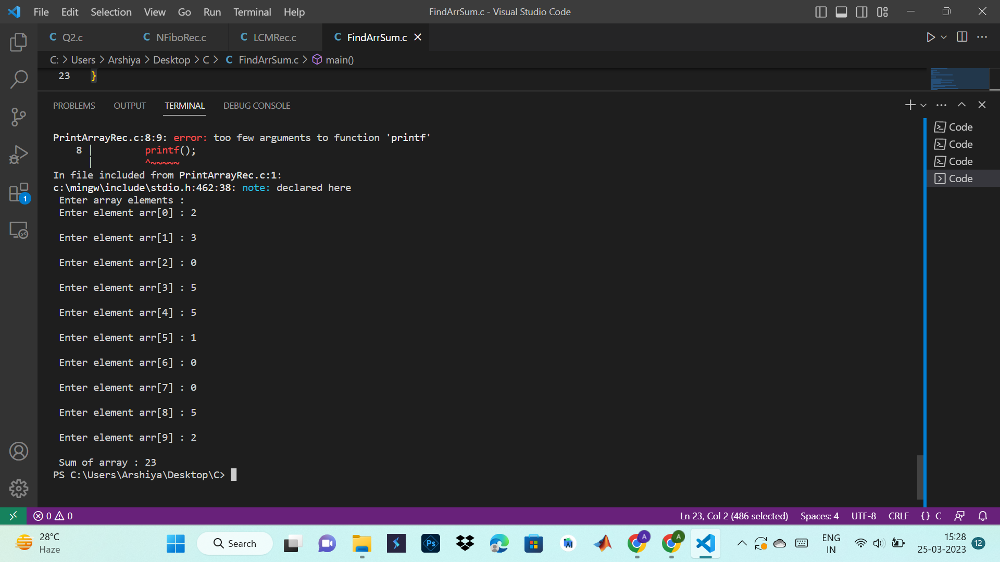 File Edit Selection View Go Run Terminal Help FindArrSum.c - Visual Studio Code
C Q2.c C NFiboRec.c C LCMRec.c C FindArrSum.c
C: > Users > Arshiya > Desktop > C > C FindArrSum.c > main()
23 }
PROBLEMS OUTPUT TERMINAL DEBUG CONSOLE
PrintArrayRec.c:8:9: error: too few arguments to function 'printf'
8 | printf();
| ^~~~~~
In file included from PrintArrayRec.c:1:
c:\mingw\include\stdio.h:462:38: note: declared here
Enter array elements :
Enter element arr[0] : 2
Enter element arr[1] : 3
Enter element arr[2] : 0
Enter element arr[3] : 5
Enter element arr[4] : 5
Enter element arr[5] : 1
Enter element arr[6] : 0
Enter element arr[7] : 0
Enter element arr[8] : 5
Enter element arr[9] : 2
Sum of array : 23
PS C:\Users\Arshiya\Desktop\C>
Code
Code
Code
Code
1
0 0
Ln 23, Col 2 (486 selected) Spaces: 4 UTF-8 CRLF {} C
28°C
Haze
Search
Ps
A
A
ENG
IN
15:28
25-03-2023
12